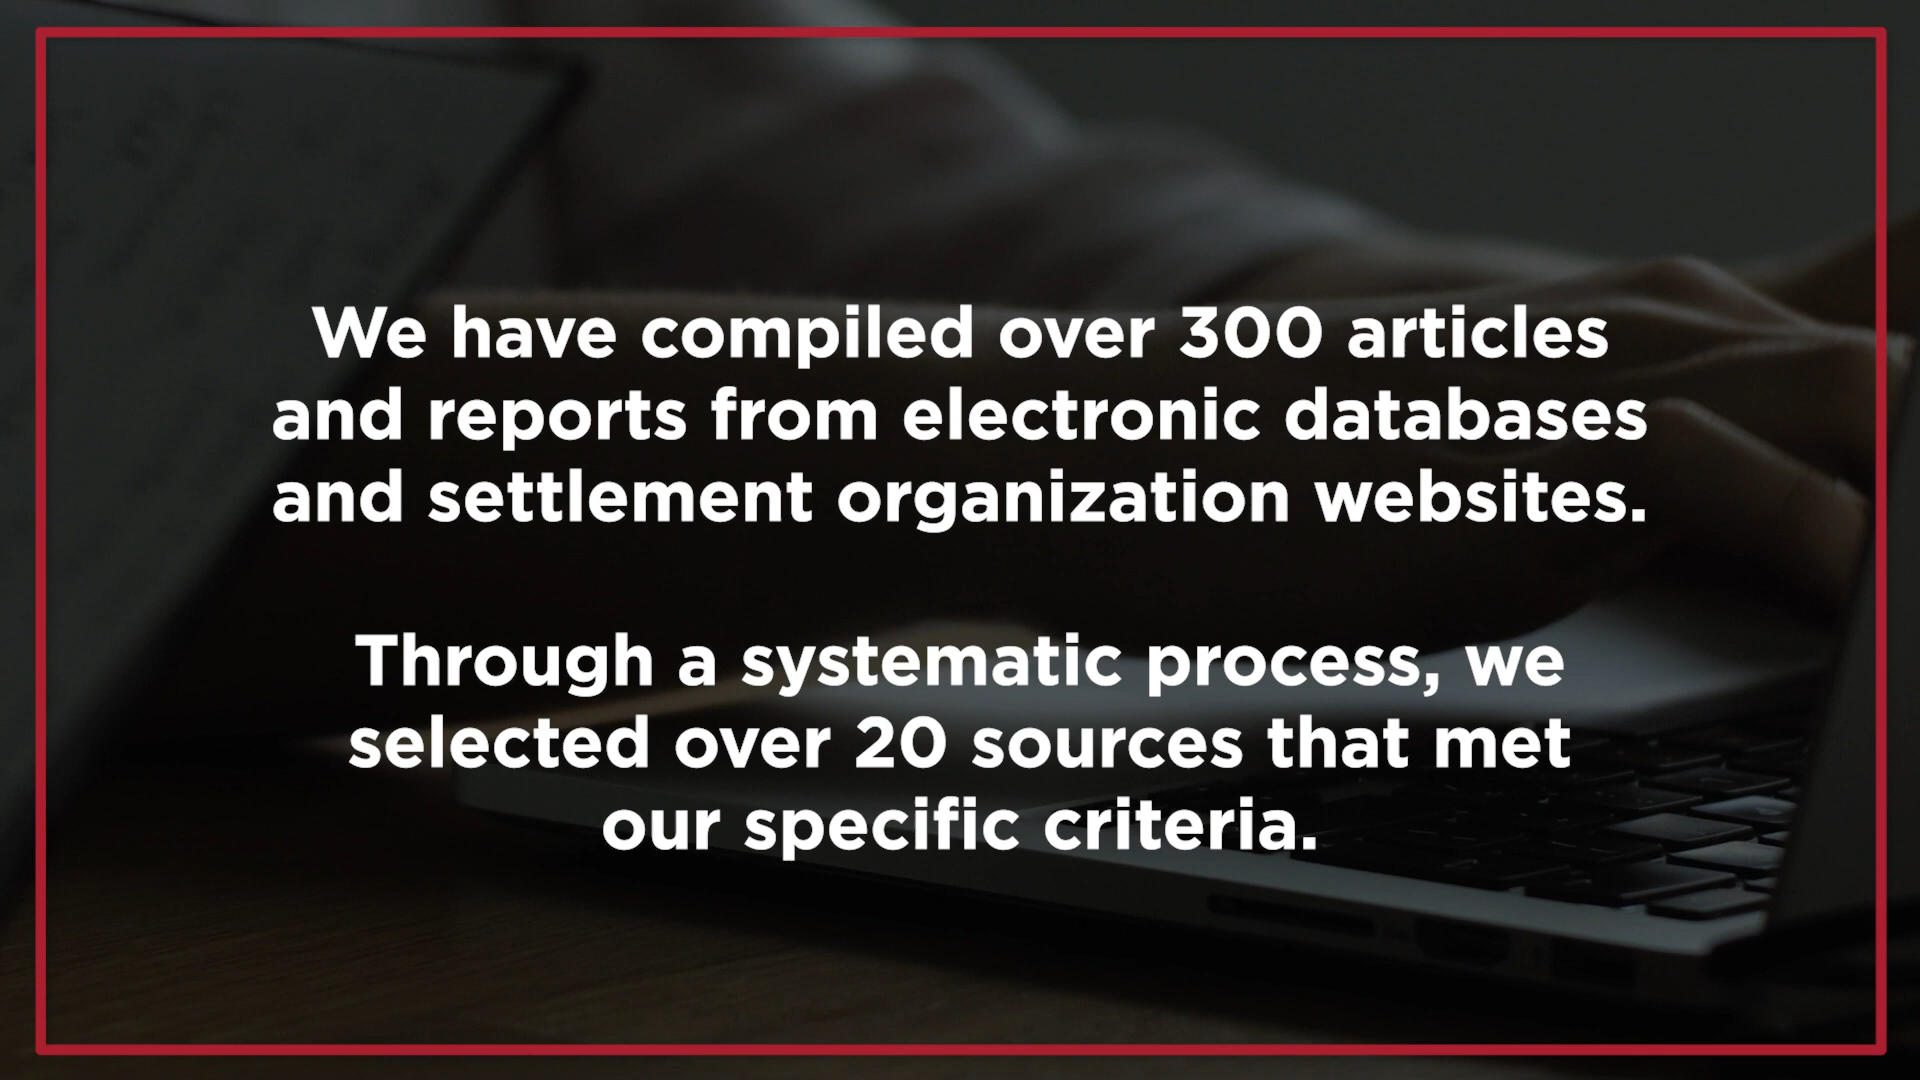 We have compiled over 300 articles
and reports from electronic databases
and settlement organization websites.
Through a systematic process, we
selected over 20 sources that met
our specific criteria.